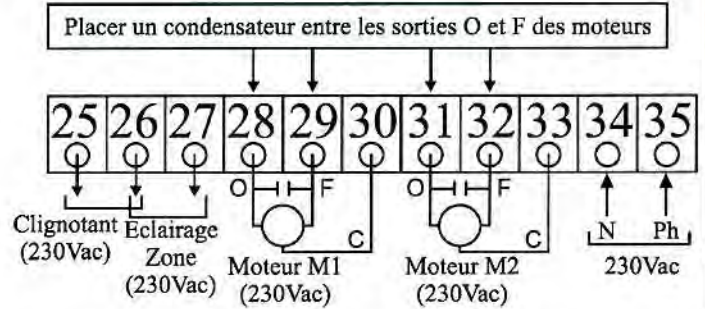 Placer un condensateur entre les sorties O et F des moteurs
25 26 27 28 29 30 31 32 33 34 35
O F O F
C C N Ph
Clignotant
(230Vac)
Eclairage
Zone
(230Vac)
Moteur M1
(230Vac)
Moteur M2
(230Vac)
230Vac